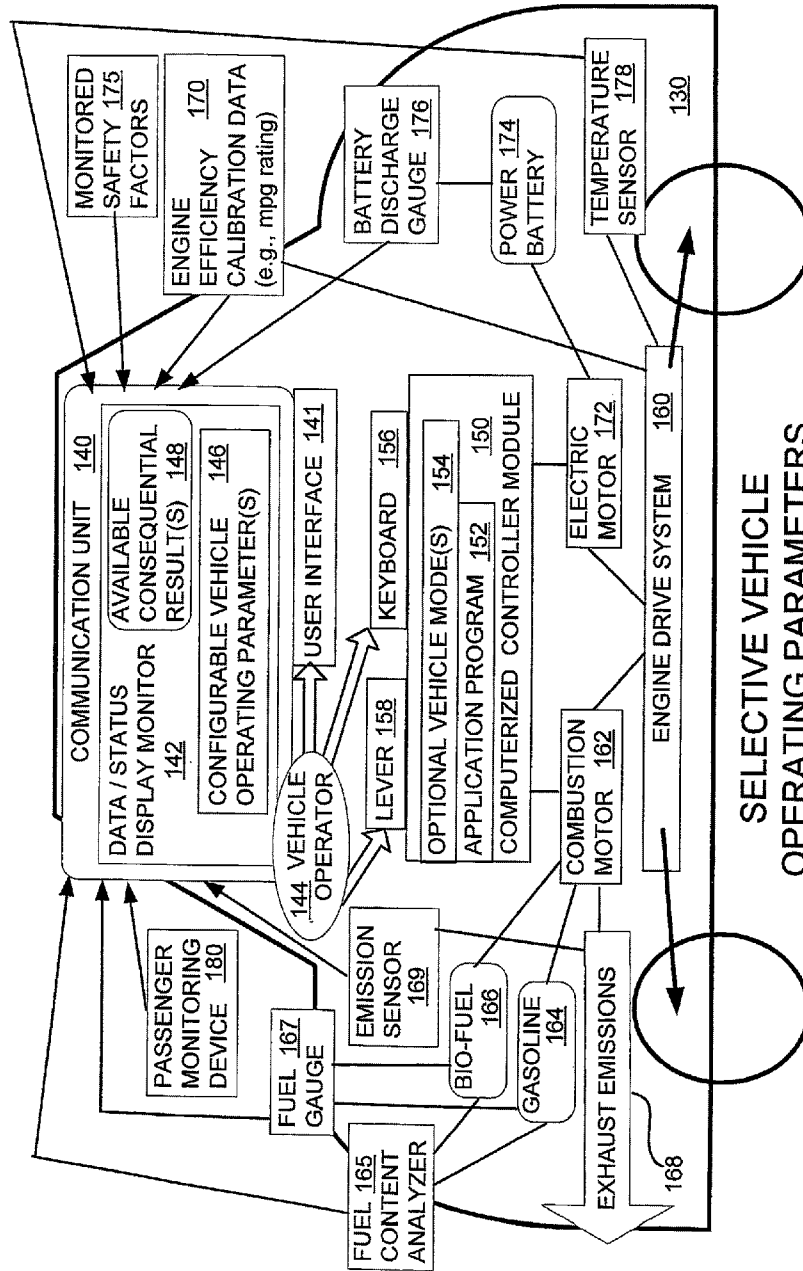 COMMUNICATION UNIT 140
DATA / STATUS
DISPLAY MONITOR
142
AVAILABLE
CONSEQUENTIAL
RESULT(S) 148
CONFIGURABLE VEHICLE 146
OPERATING PARAMETER(S)
144 VEHICLE
OPERATOR
USER INTERFACE 141
LEVER 158
KEYBOARD 156
OPTIONAL VEHICLE MODE(S) 154
APPLICATION PROGRAM 152
COMPUTERIZED CONTROLLER MODULE 150
PASSENGER
MONITORING
DEVICE 180
FUEL 167
GAUGE
FUEL 165
CONTENT
ANALYZER
EMISSION
SENSOR
169
BIO-FUEL
166
GASOLINE
164
EXHAUST EMISSIONS
168
COMBUSTION
MOTOR 162
ELECTRIC
MOTOR 172
ENGINE DRIVE SYSTEM 160
MONITORED
SAFETY 175
FACTORS
ENGINE 170
EFFICIENCY
CALIBRATION DATA
(e.g., mpg rating)
BATTERY
DISCHARGE
GAUGE 176
POWER 174
BATTERY
TEMPERATURE
SENSOR
178
130
SELECTIVE VEHICLE
OPERATING PARAMETERS